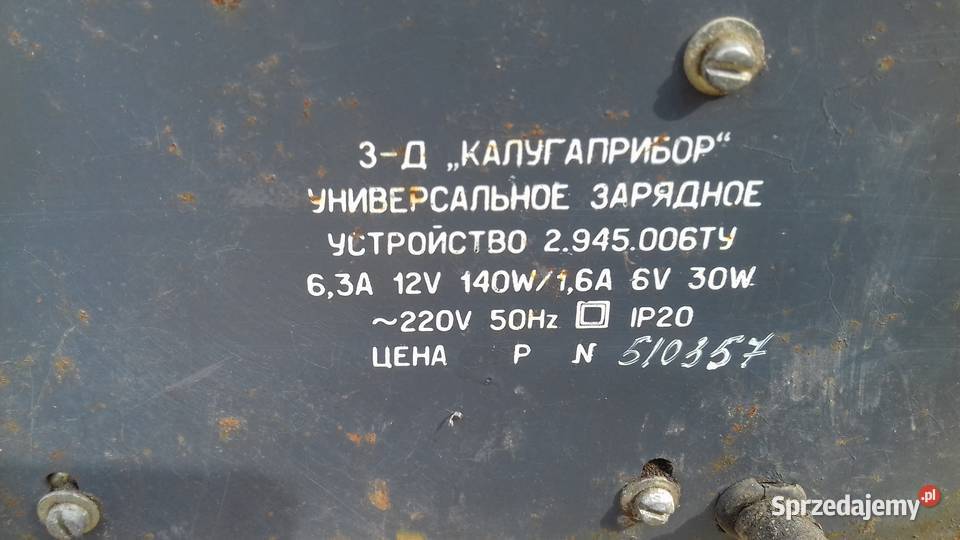 З-Д „КАЛУГАПРИБОР“
УНИВЕРСАЛЬНОЕ ЗАРЯДНОЕ
УСТРОЙСТВО 2.945.006ТУ
6,3А 12V 140W/1,6А 6V 30W
~220V 50Hz IP20
ЦЕНА Р N 510357
Sprzedajemy.pl